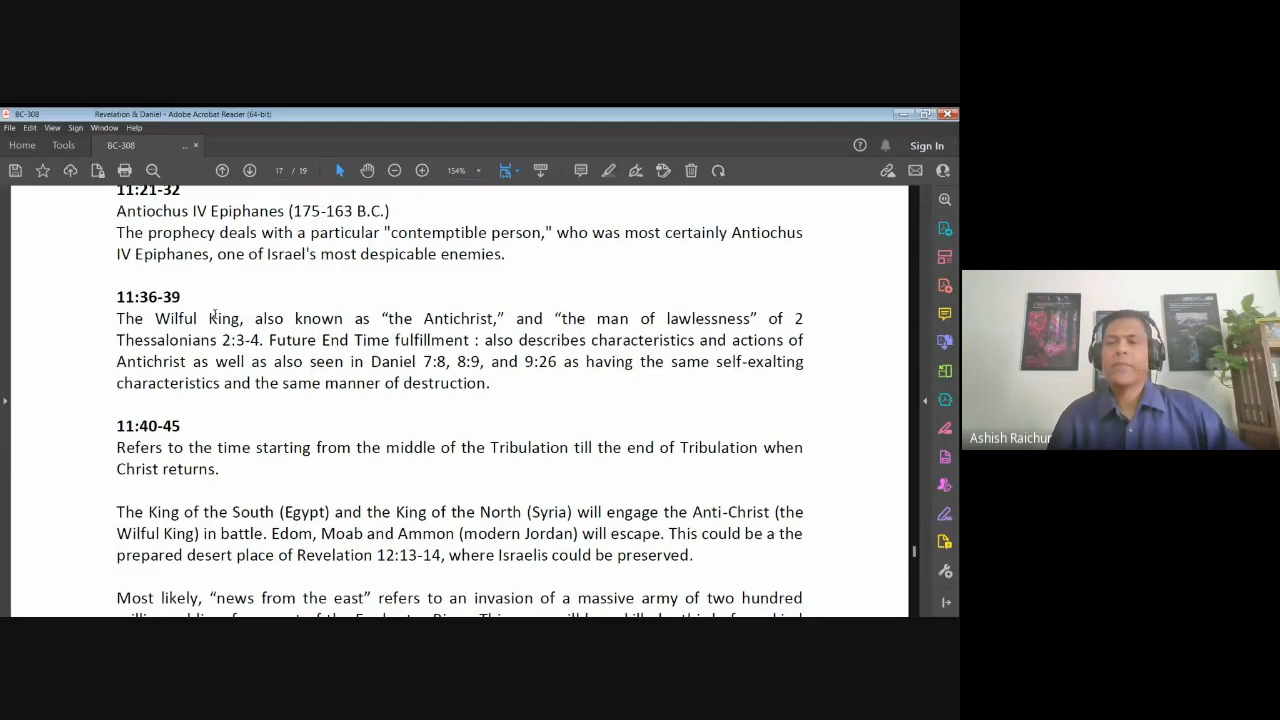 BC-308 Revelation & Daniel - Adobe Acrobat Reader (64-bit)
File Edit View Sign Window Help
Home Tools BC-308 ... ×
Sign In
17 / 19 154%
11:21-32
Antiochus IV Epiphanes (175-163 B.C.)
The prophecy deals with a particular "contemptible person," who was most certainly Antiochus
IV Epiphanes, one of Israel's most despicable enemies.
11:36-39
The Wilful King, also known as “the Antichrist,” and “the man of lawlessness” of 2
Thessalonians 2:3-4. Future End Time fulfillment : also describes characteristics and actions of
Antichrist as well as also seen in Daniel 7:8, 8:9, and 9:26 as having the same self-exalting
characteristics and the same manner of destruction.
11:40-45
Refers to the time starting from the middle of the Tribulation till the end of Tribulation when
Christ returns.
The King of the South (Egypt) and the King of the North (Syria) will engage the Anti-Christ (the
Wilful King) in battle. Edom, Moab and Ammon (modern Jordan) will escape. This could be a the
prepared desert place of Revelation 12:13-14, where Israelis could be preserved.
Most likely, “news from the east” refers to an invasion of a massive army of two hundred
Ashish Raichur